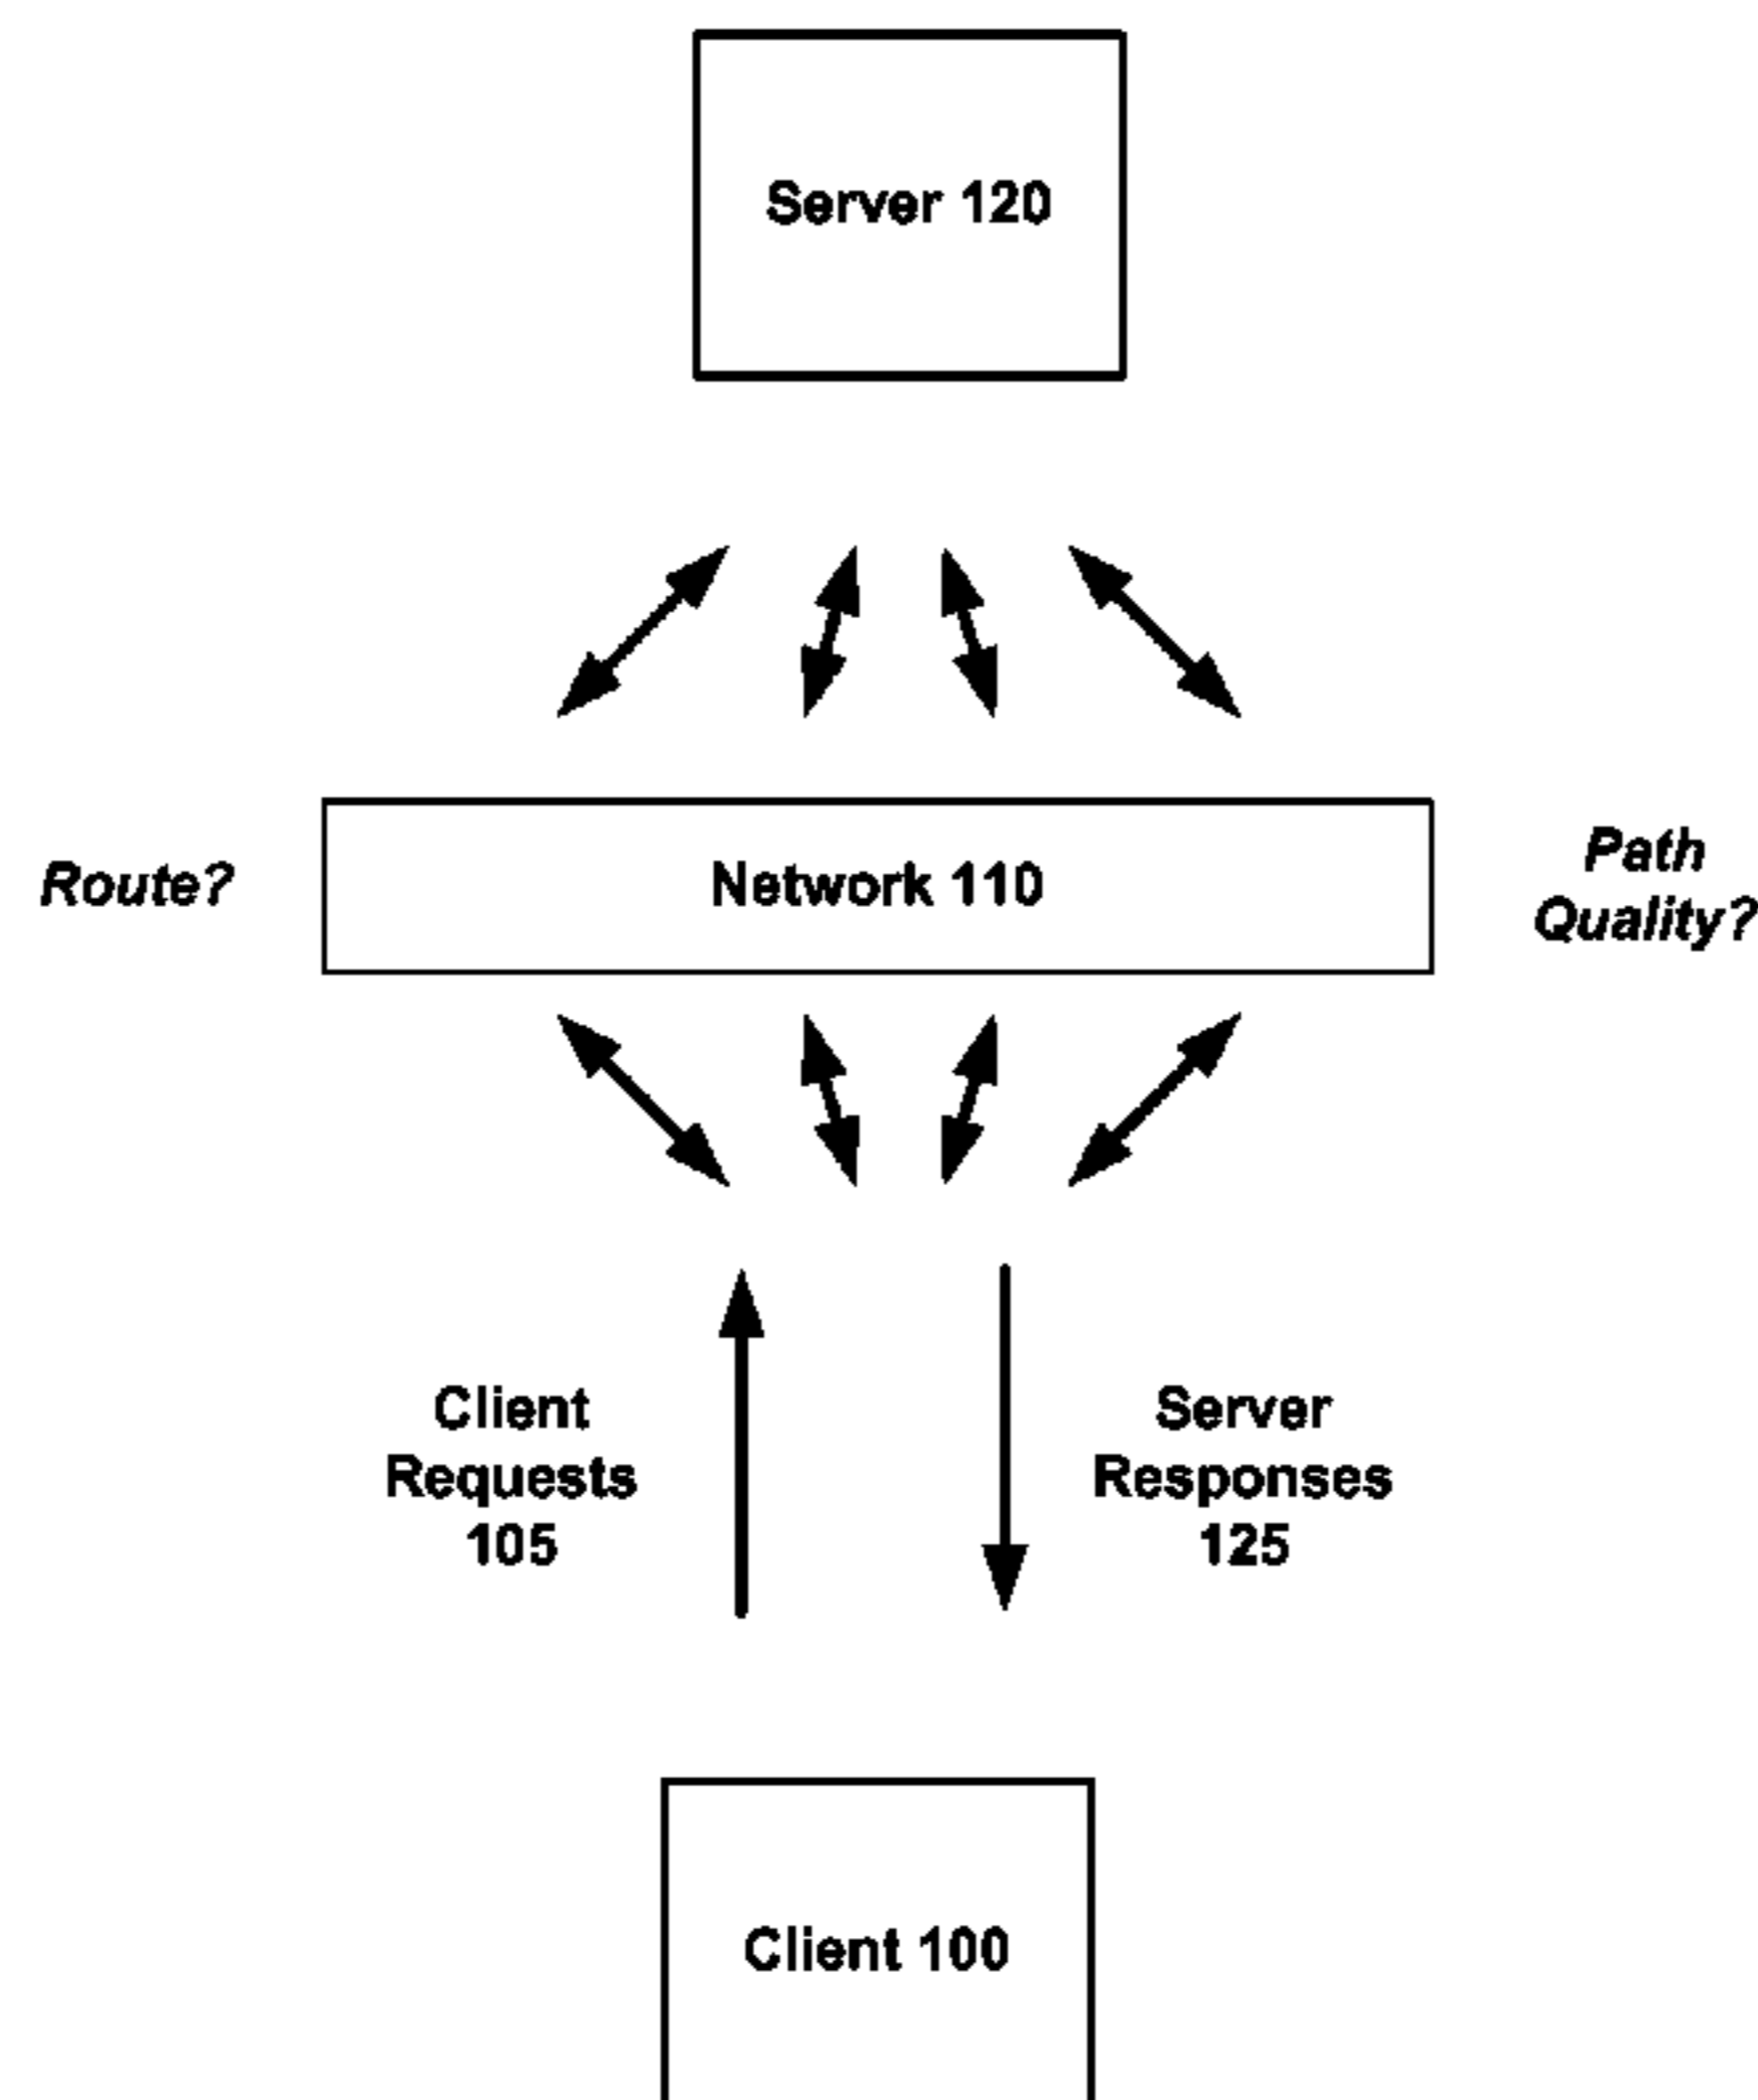 Server 120
Route?
Network 110
Path
Quality?
Client
Requests
105
Server
Responses
125
Client 100